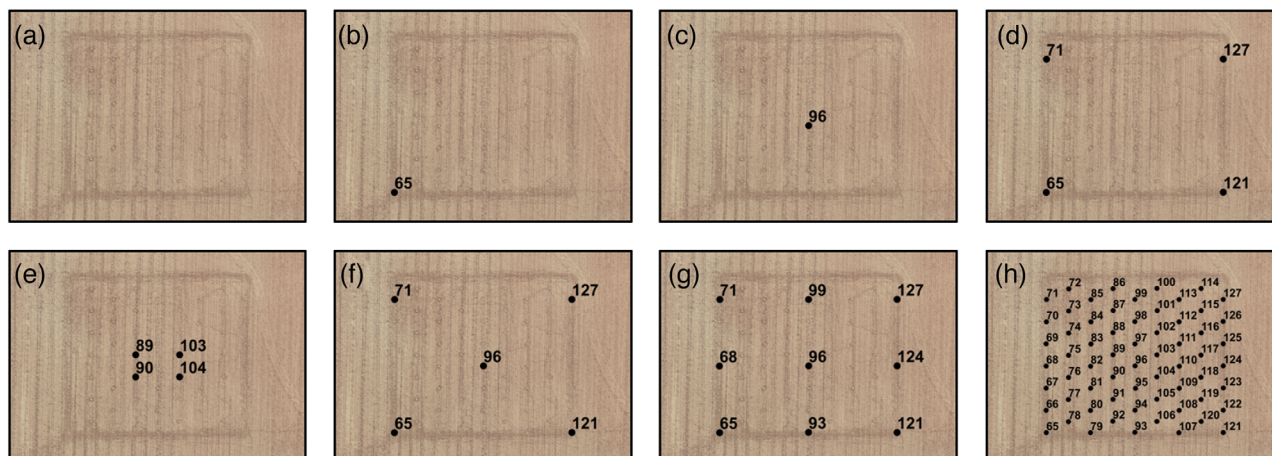 (a)
(b)
65
(c)
96
(d)
71 127
65 121
(e)
89 103
90 104
(f)
71 127
96
65 121
(g)
71 99 127
68 96 124
65 93 121
(h)
72 86 100 114
71 85 99 113 127
73 87 101 115
70 84 98 112 126
74 88 102 116
69 83 97 111 125
75 89 103 117
68 82 96 110 124
76 90 104 118
67 81 95 109 123
77 91 105 119
66 80 94 108 122
78 92 106 120
65 79 93 107 121